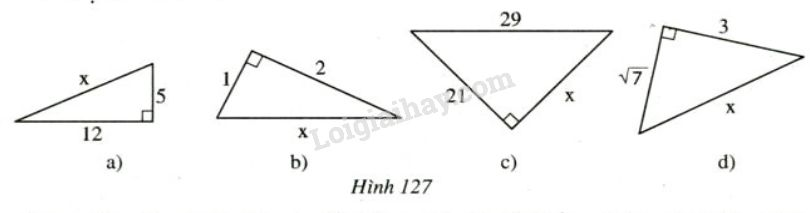 29
3
x
5
1
2
21
x
√7
12
x
x
Loigiaihay.com
a)
b)
c)
d)
Hình 127